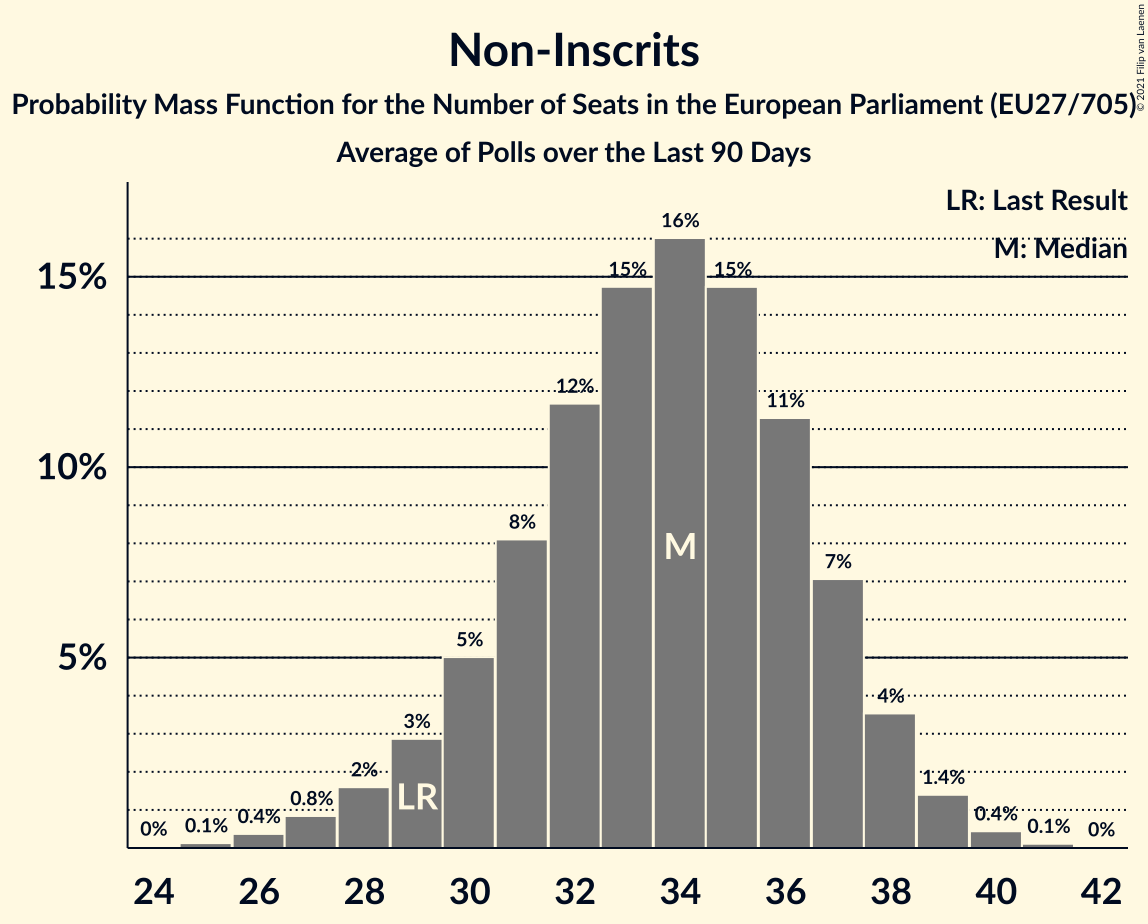 Non-Inscrits
Probability Mass Function for the Number of Seats in the European Parliament (EU27/705)
Average of Polls over the Last 90 Days
© 2021 Filip van Laenen
LR: Last Result
M: Median
15%
10%
5%
0%
0.1%
0.4%
0.8%
2%
3%
5%
8%
12%
15%
16%
15%
11%
7%
4%
1.4%
0.4%
0.1%
0%
LR
M
24 26 28 30 32 34 36 38 40 42